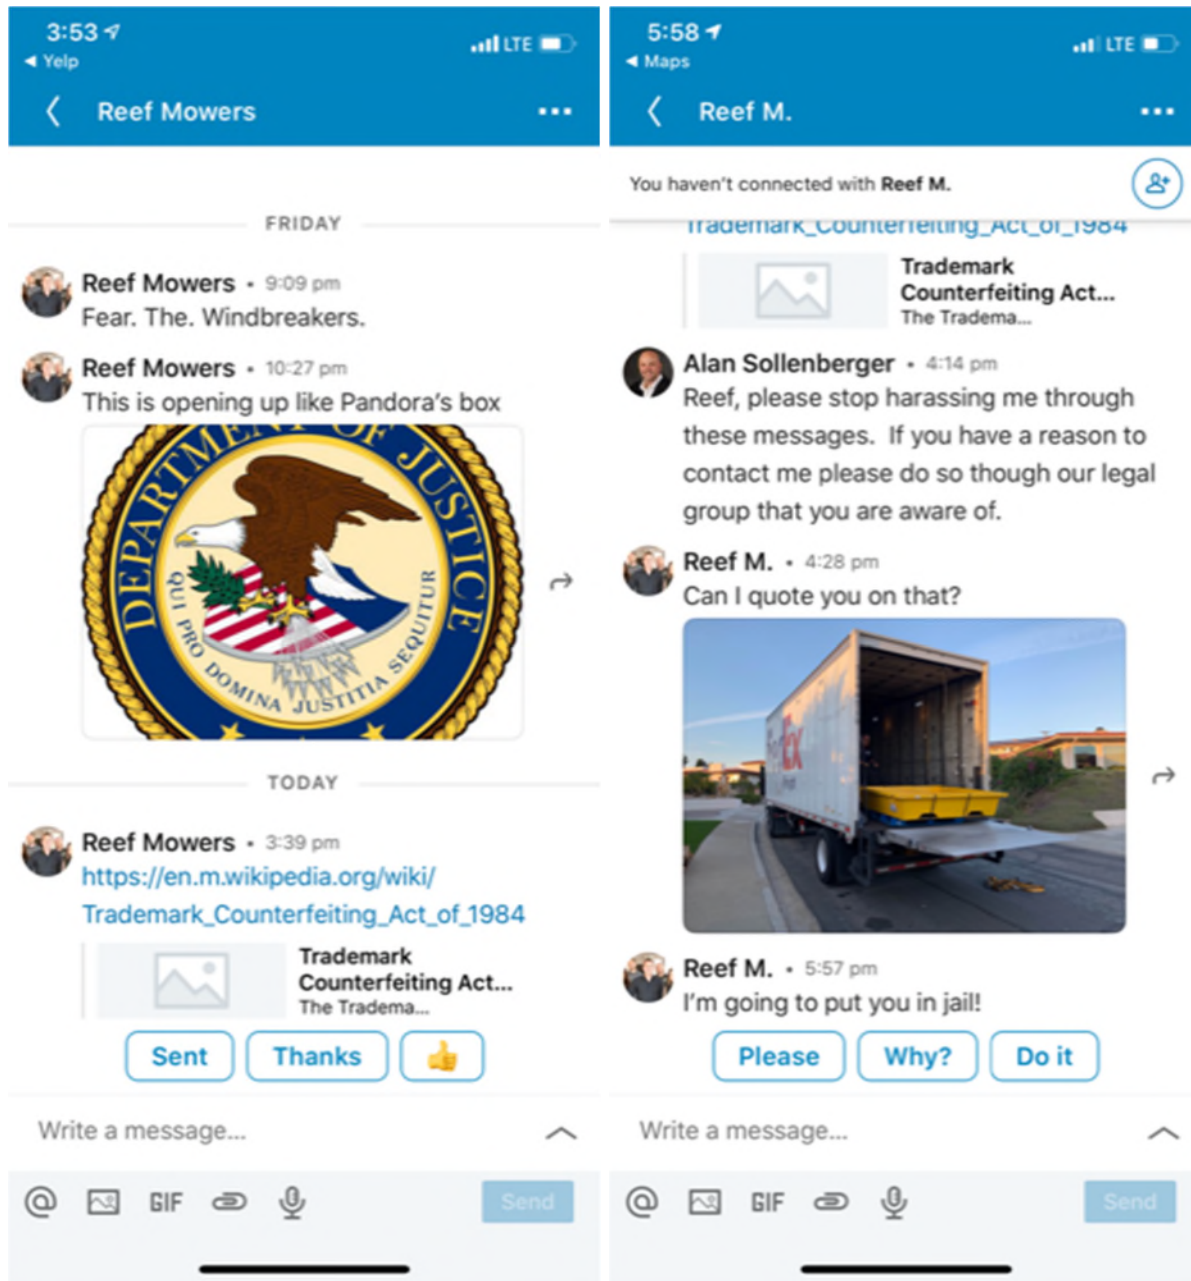 3:53
LTE
◀ Yelp
Reef Mowers
FRIDAY
Reef Mowers • 9:09 pm
Fear. The. Windbreakers.
Reef Mowers • 10:27 pm
This is opening up like Pandora's box
DEPARTMENT OF JUSTICE
QUI PRO DOMINA JUSTITIA SEQUITUR
TODAY
Reef Mowers • 3:39 pm
https://en.m.wikipedia.org/wiki/
Trademark_Counterfeiting_Act_of_1984
Trademark
Counterfeiting Act...
The Tradema...
Sent
Thanks
Write a message...
GIF
Send
5:58
LTE
◀ Maps
Reef M.
You haven't connected with Reef M.
Trademark_Counterfeiting_Act_of_1984
Trademark
Counterfeiting Act...
The Tradema...
Alan Sollenberger • 4:14 pm
Reef, please stop harassing me through
these messages.  If you have a reason to
contact me please do so though our legal
group that you are aware of.
Reef M. • 4:28 pm
Can I quote you on that?
Reef M. • 5:57 pm
I'm going to put you in jail!
Please
Why?
Do it
Write a message...
GIF
Send